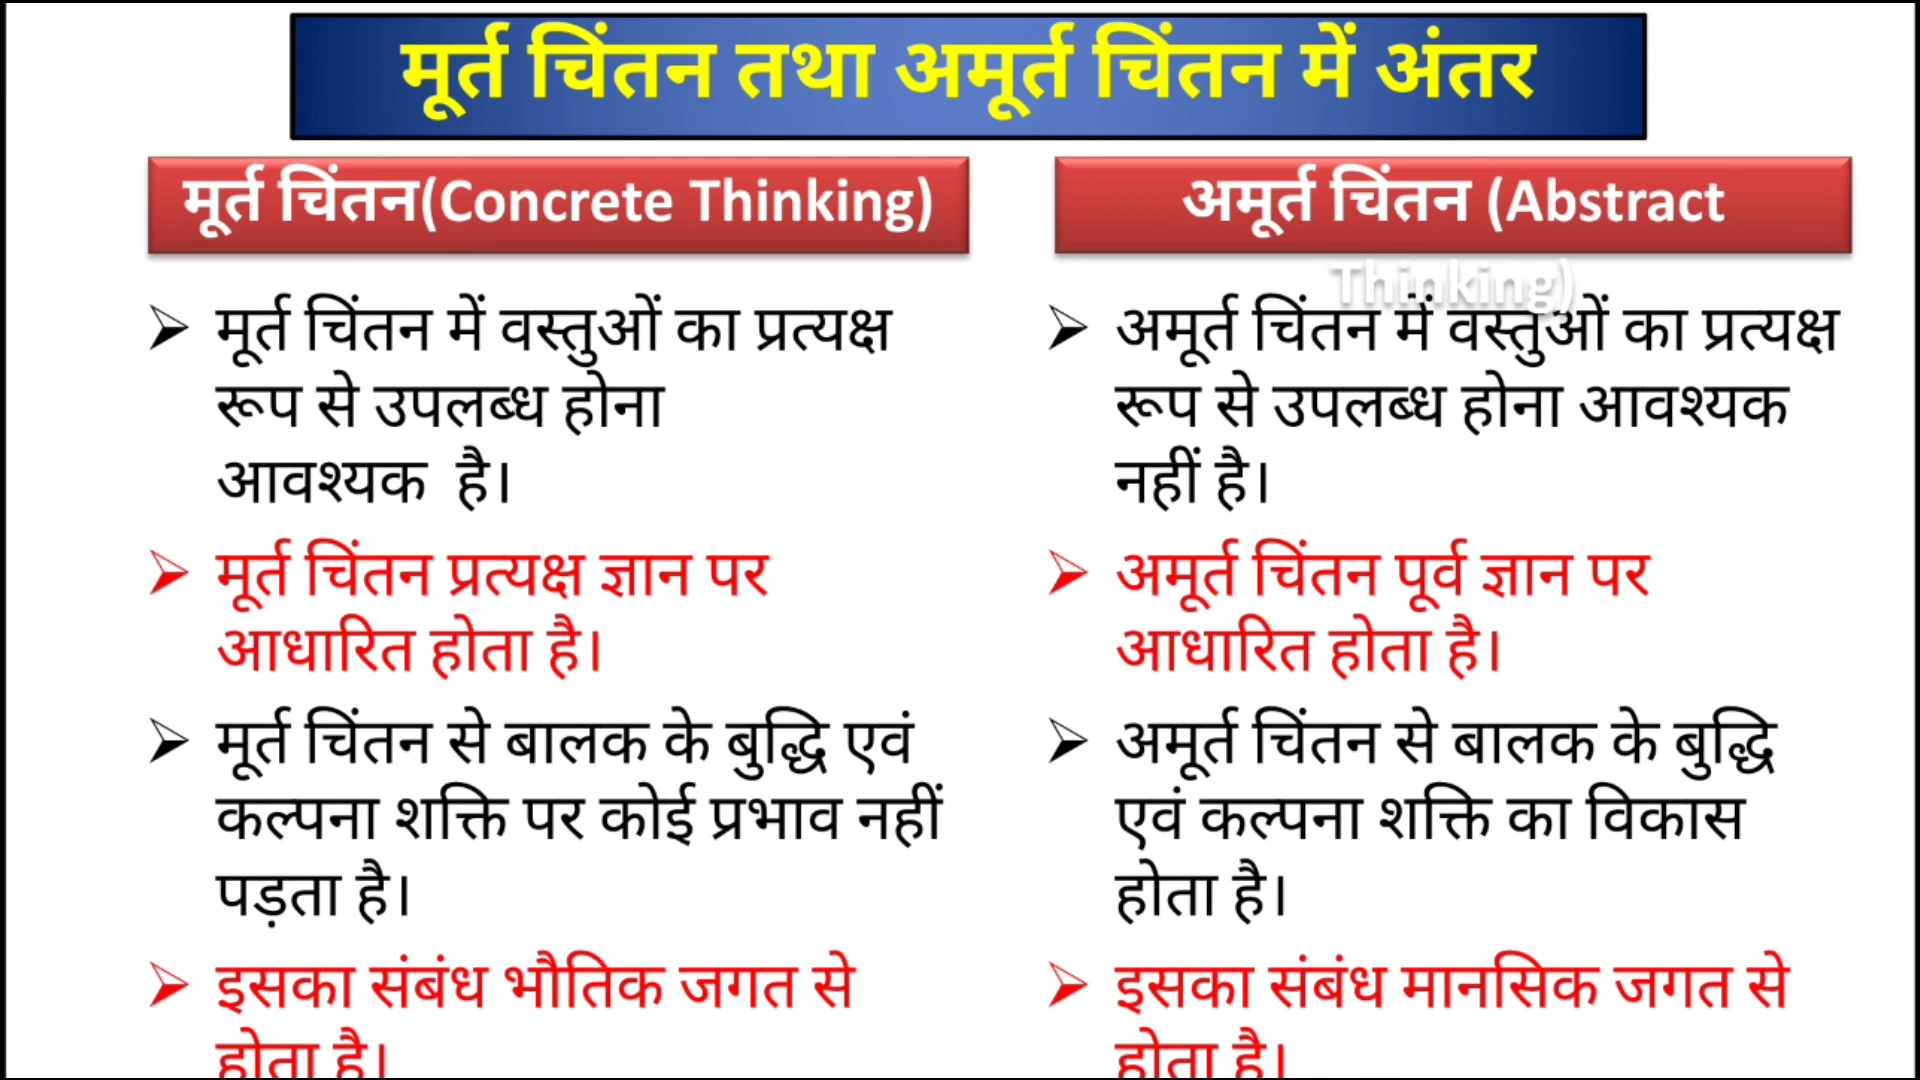 मूर्त चिंतन तथा अमूर्त चिंतन में अंतर
मूर्त चिंतन(Concrete Thinking)
मूर्त चिंतन में वस्तुओं का प्रत्यक्ष
रूप से उपलब्ध होना
आवश्यक है।
मूर्त चिंतन प्रत्यक्ष ज्ञान पर
आधारित होता है।
मूर्त चिंतन से बालक के बुद्धि एवं
कल्पना शक्ति पर कोई प्रभाव नहीं
पड़ता है।
इसका संबंध भौतिक जगत से
होता है।
अमूर्त चिंतन (Abstract
Thinking)
अमूर्त चिंतन में वस्तुओं का प्रत्यक्ष
रूप से उपलब्ध होना आवश्यक
नहीं है।
अमूर्त चिंतन पूर्व ज्ञान पर
आधारित होता है।
अमूर्त चिंतन से बालक के बुद्धि
एवं कल्पना शक्ति का विकास
होता है।
इसका संबंध मानसिक जगत से
होता है।